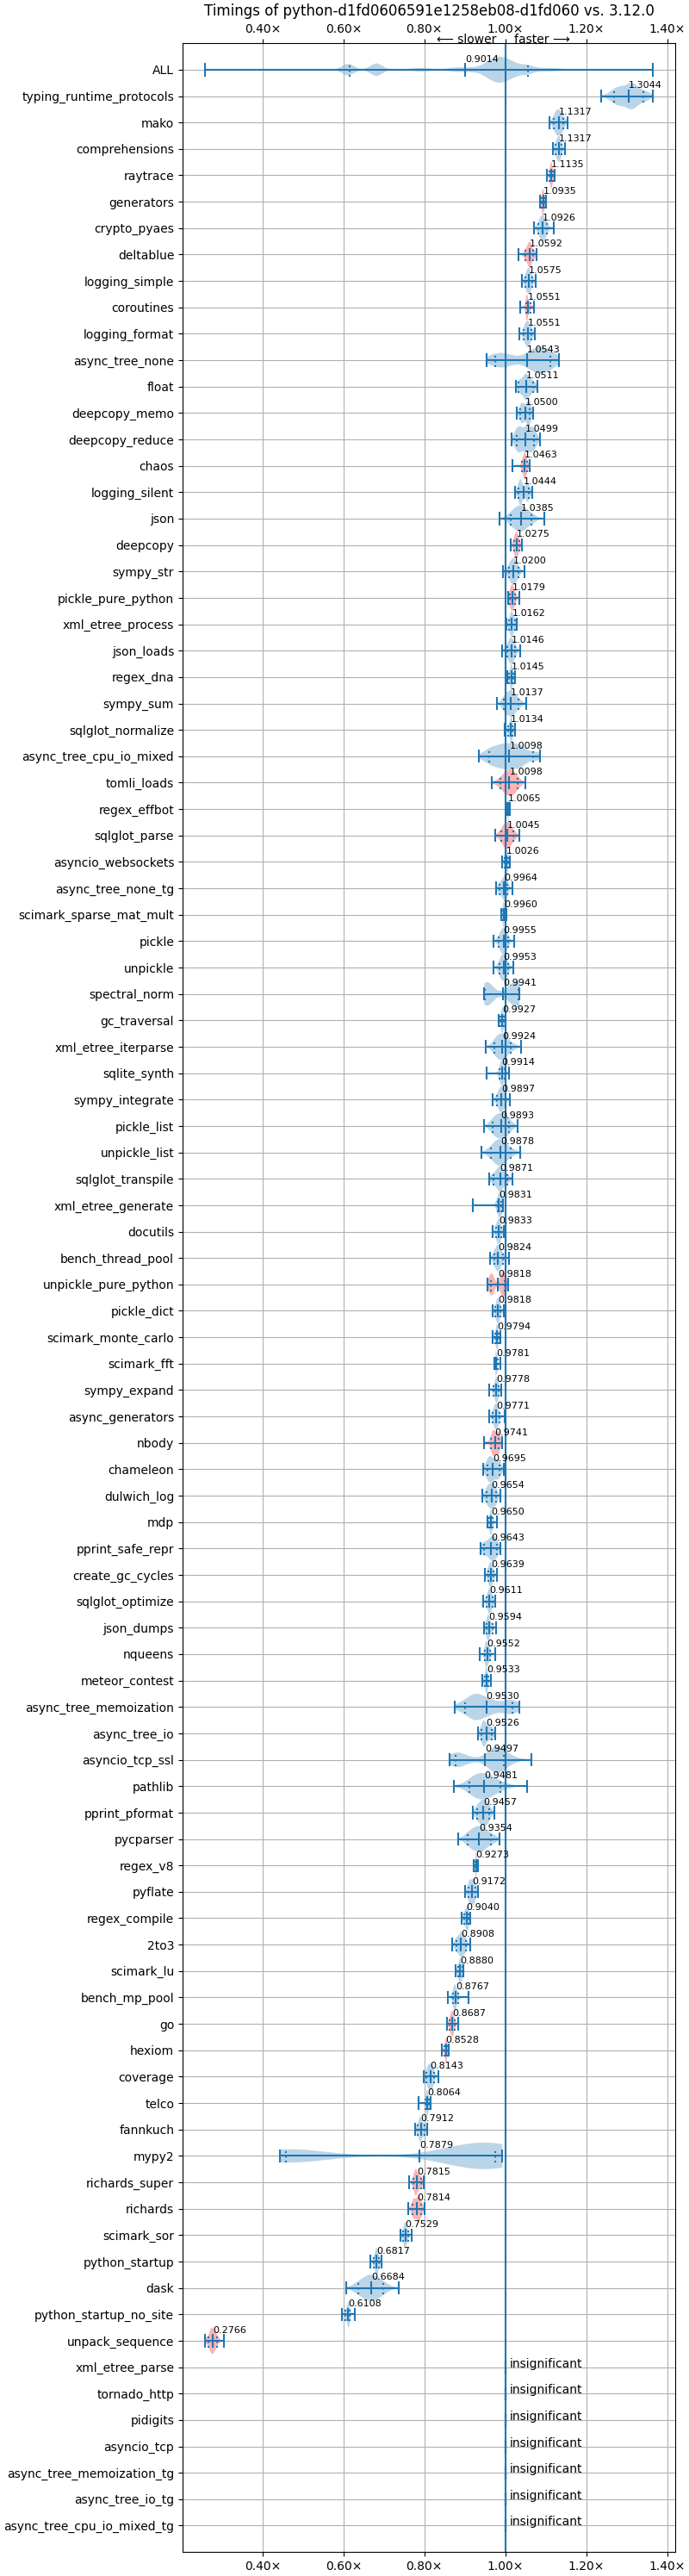 Timings of python-d1fd0606591e1258eb08-d1fd060 vs. 3.12.0
0.40× 0.60× 0.80× 1.00× 1.20× 1.40×
⟵ slower faster ⟶
ALL 0.9014
typing_runtime_protocols 1.3044
mako 1.1317
comprehensions 1.1317
raytrace 1.1135
generators 1.0935
crypto_pyaes 1.0926
deltablue 1.0592
logging_simple 1.0575
coroutines 1.0551
logging_format 1.0551
async_tree_none 1.0543
float 1.0511
deepcopy_memo 1.0500
deepcopy_reduce 1.0499
chaos 1.0463
logging_silent 1.0444
json 1.0385
deepcopy 1.0275
sympy_str 1.0200
pickle_pure_python 1.0179
xml_etree_process 1.0162
json_loads 1.0146
regex_dna 1.0145
sympy_sum 1.0137
sqlglot_normalize 1.0134
async_tree_cpu_io_mixed 1.0098
tomli_loads 1.0098
regex_effbot 1.0065
sqlglot_parse 1.0045
asyncio_websockets 1.0026
async_tree_none_tg 0.9964
scimark_sparse_mat_mult 0.9960
pickle 0.9955
unpickle 0.9953
spectral_norm 0.9941
gc_traversal 0.9927
xml_etree_iterparse 0.9924
sqlite_synth 0.9914
sympy_integrate 0.9897
pickle_list 0.9893
unpickle_list 0.9878
sqlglot_transpile 0.9871
xml_etree_generate 0.9831
docutils 0.9833
bench_thread_pool 0.9824
unpickle_pure_python 0.9818
pickle_dict 0.9818
scimark_monte_carlo 0.9794
scimark_fft 0.9781
sympy_expand 0.9778
async_generators 0.9771
nbody 0.9741
chameleon 0.9695
dulwich_log 0.9654
mdp 0.9650
pprint_safe_repr 0.9643
create_gc_cycles 0.9639
sqlglot_optimize 0.9611
json_dumps 0.9594
nqueens 0.9552
meteor_contest 0.9533
async_tree_memoization 0.9530
async_tree_io 0.9526
asyncio_tcp_ssl 0.9497
pathlib 0.9481
pprint_pformat 0.9457
pycparser 0.9354
regex_v8 0.9273
pyflate 0.9172
regex_compile 0.9040
2to3 0.8908
scimark_lu 0.8880
bench_mp_pool 0.8767
go 0.8687
hexiom 0.8528
coverage 0.8143
telco 0.8064
fannkuch 0.7912
mypy2 0.7879
richards_super 0.7815
richards 0.7814
scimark_sor 0.7529
python_startup 0.6817
dask 0.6684
python_startup_no_site 0.6108
unpack_sequence 0.2766
xml_etree_parse insignificant
tornado_http insignificant
pidigits insignificant
asyncio_tcp insignificant
async_tree_memoization_tg insignificant
async_tree_io_tg insignificant
async_tree_cpu_io_mixed_tg insignificant
0.40× 0.60× 0.80× 1.00× 1.20× 1.40×